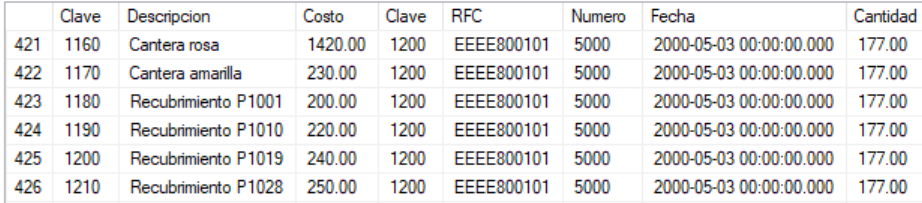 Clave Descripcion Costo Clave RFC Numero Fecha Cantidad
421 1160 Cantera rosa 1420.00 1200 EEEE800101 5000 2000-05-03 00:00:00.000 177.00
422 1170 Cantera amarilla 230.00 1200 EEEE800101 5000 2000-05-03 00:00:00.000 177.00
423 1180 Recubrimiento P1001 200.00 1200 EEEE800101 5000 2000-05-03 00:00:00.000 177.00
424 1190 Recubrimiento P1010 220.00 1200 EEEE800101 5000 2000-05-03 00:00:00.000 177.00
425 1200 Recubrimiento P1019 240.00 1200 EEEE800101 5000 2000-05-03 00:00:00.000 177.00
426 1210 Recubrimiento P1028 250.00 1200 EEEE800101 5000 2000-05-03 00:00:00.000 177.00